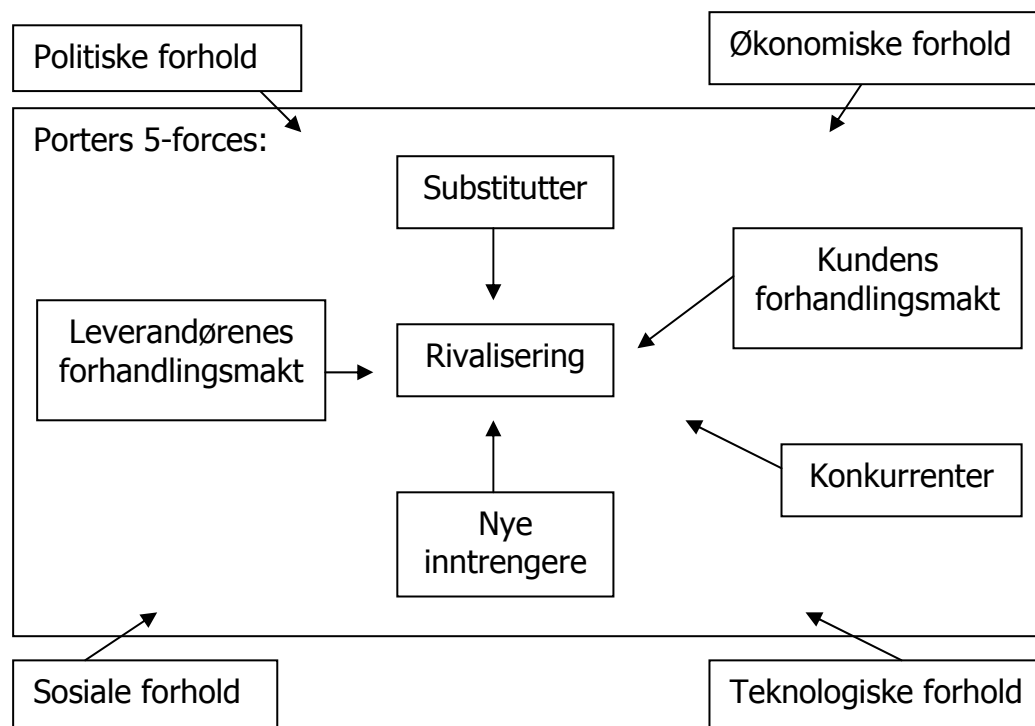 Politiske forhold
Økonomiske forhold
Porters 5-forces:
Substitutter
Kundens
forhandlingsmakt
Leverandørenes
forhandlingsmakt
Rivalisering
Konkurrenter
Nye
inntrengere
Sosiale forhold
Teknologiske forhold